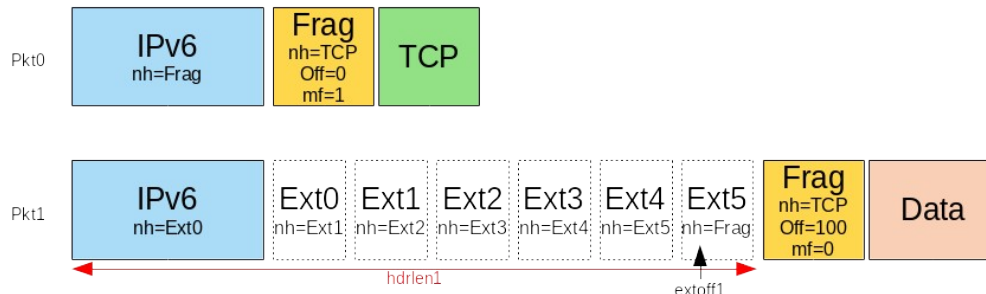 Pkt0
IPv6
nh=Frag
Frag
nh=TCP
Off=0
mf=1
TCP
Pkt1
IPv6
nh=Ext0
Ext0
nh=Ext1
Ext1
nh=Ext2
Ext2
nh=Ext3
Ext3
nh=Ext4
Ext4
nh=Ext5
Ext5
nh=Frag
Frag
nh=TCP
Off=100
mf=0
Data
hdrlen1
extoff1